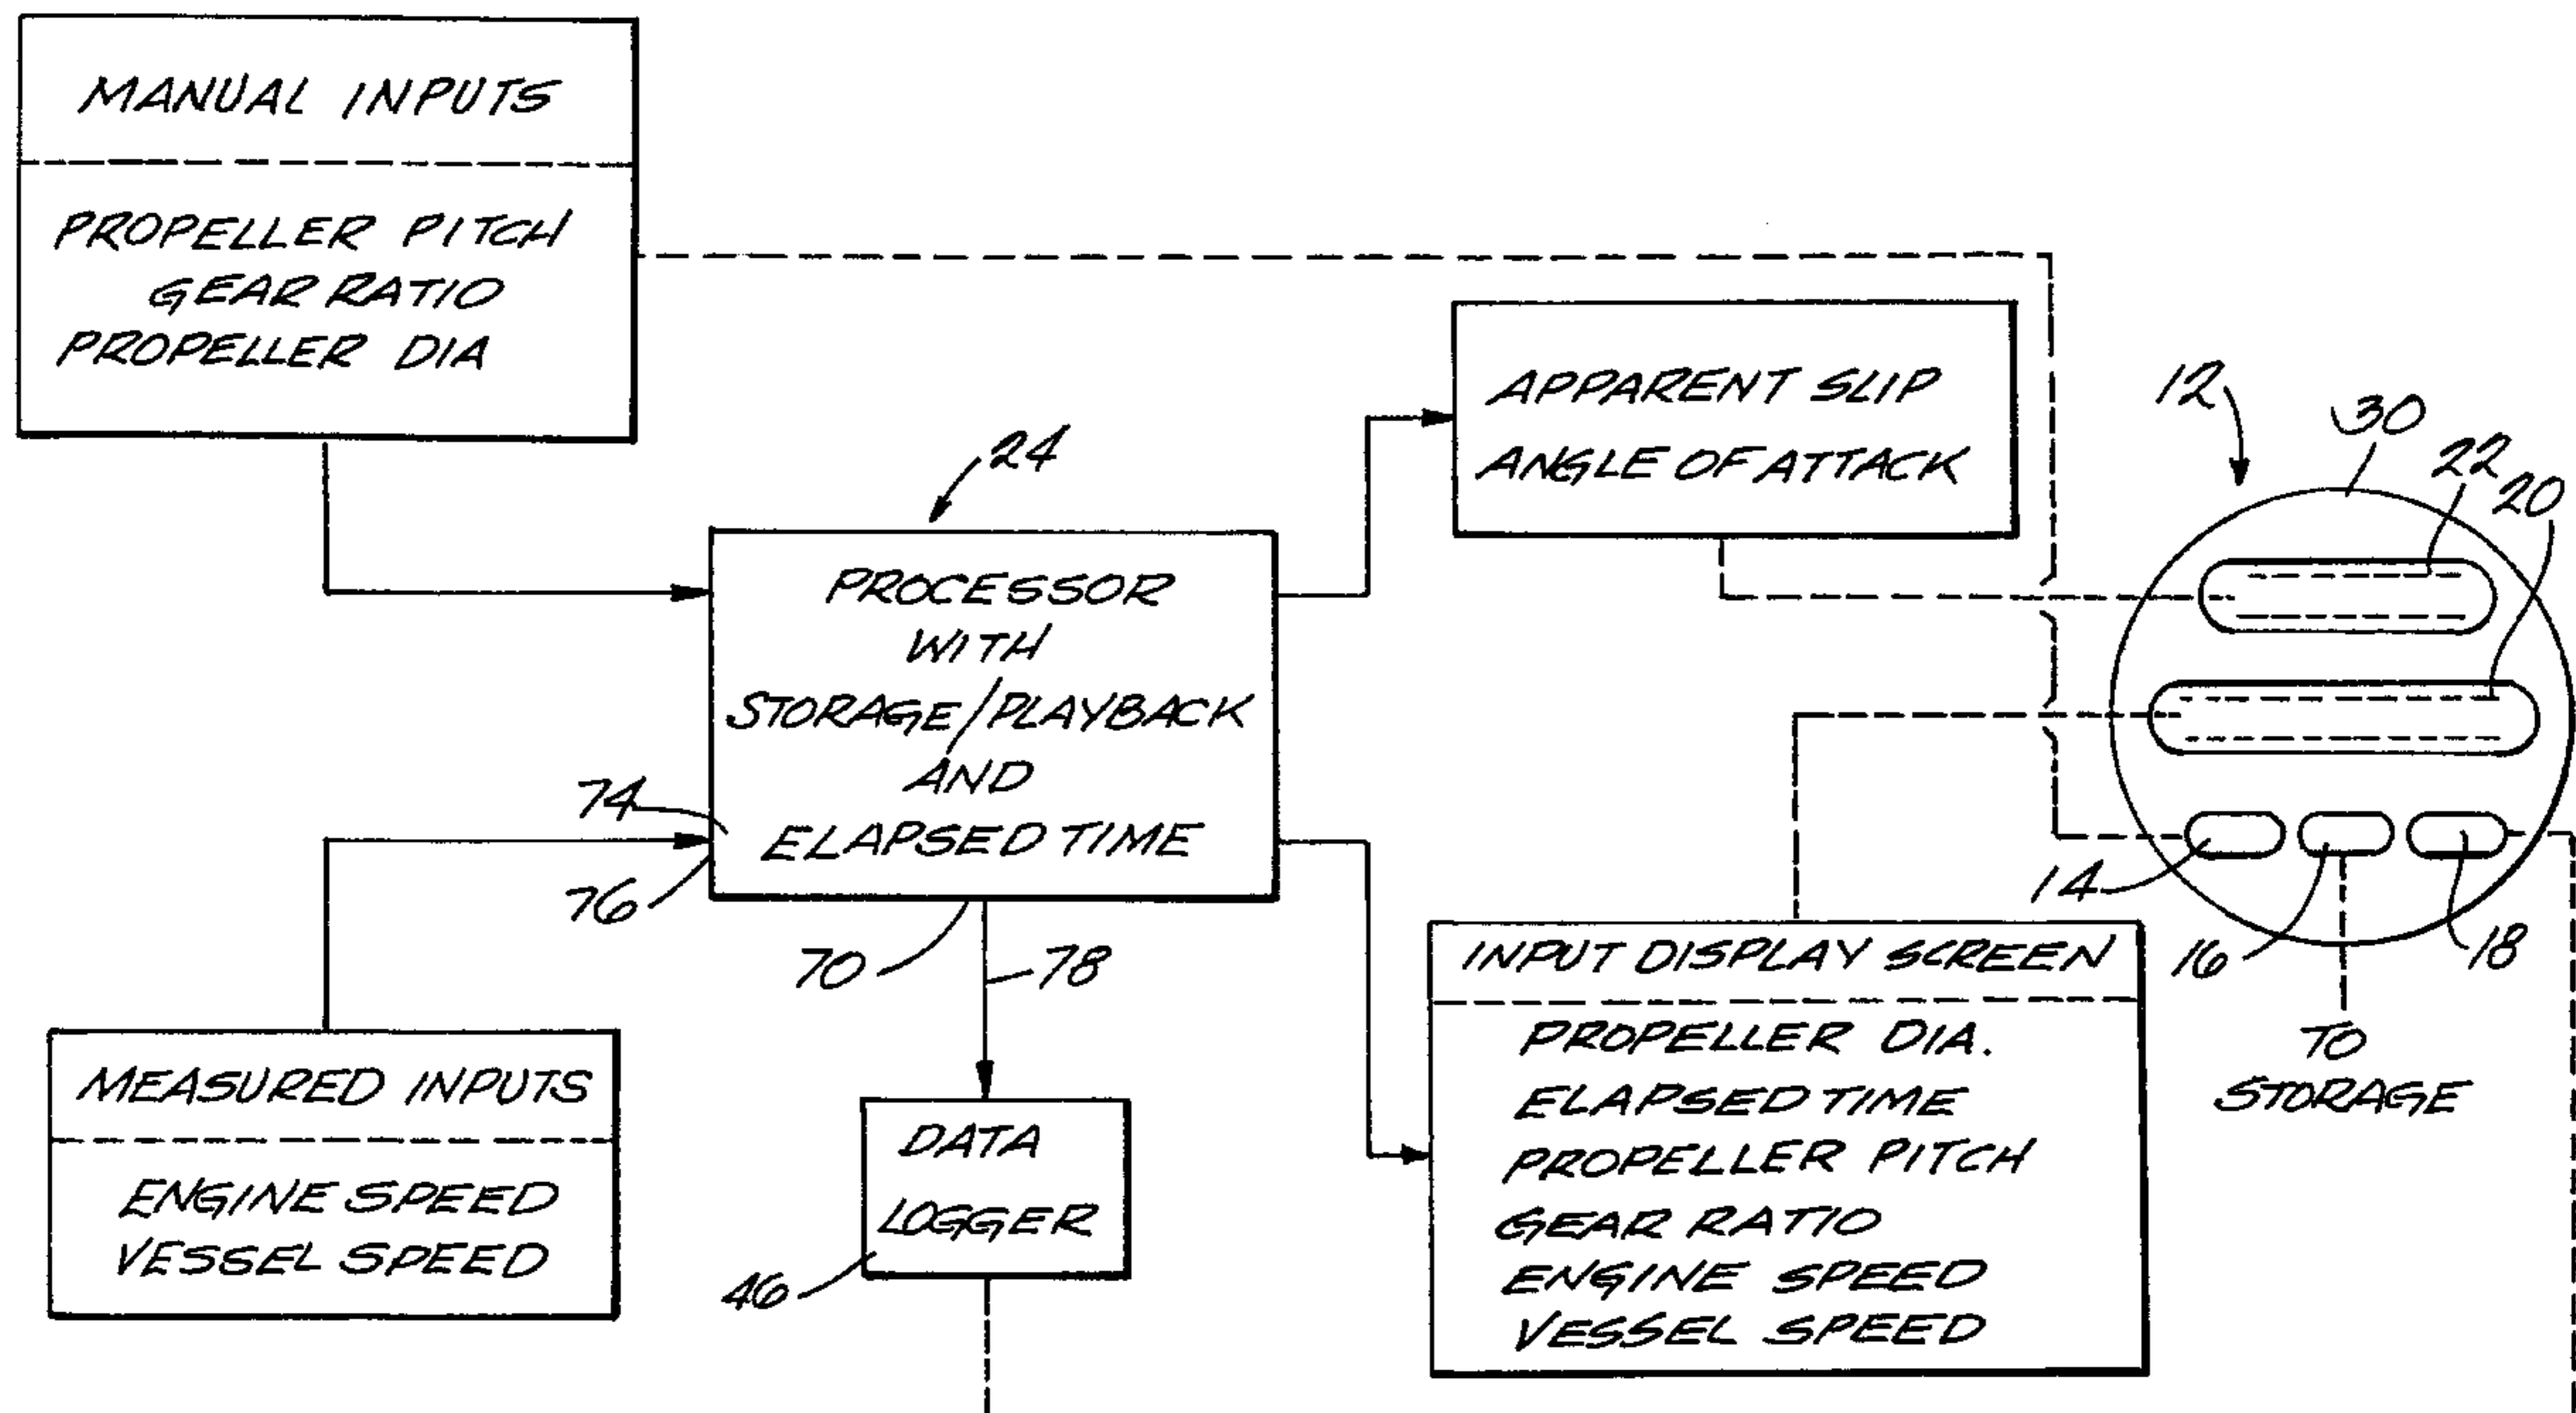 MANUAL INPUTS
PROPELLER PITCH
GEAR RATIO
PROPELLER DIA
24
PROCESSOR
WITH
STORAGE/PLAYBACK
AND
ELAPSED TIME
74
76
70
78
MEASURED INPUTS
ENGINE SPEED
VESSEL SPEED
DATA
LOGGER
46
APPARENT SLIP
ANGLE OF ATTACK
12
30
22
20
14
16
18
TO
STORAGE
INPUT DISPLAY SCREEN
PROPELLER DIA.
ELAPSED TIME
PROPELLER PITCH
GEAR RATIO
ENGINE SPEED
VESSEL SPEED